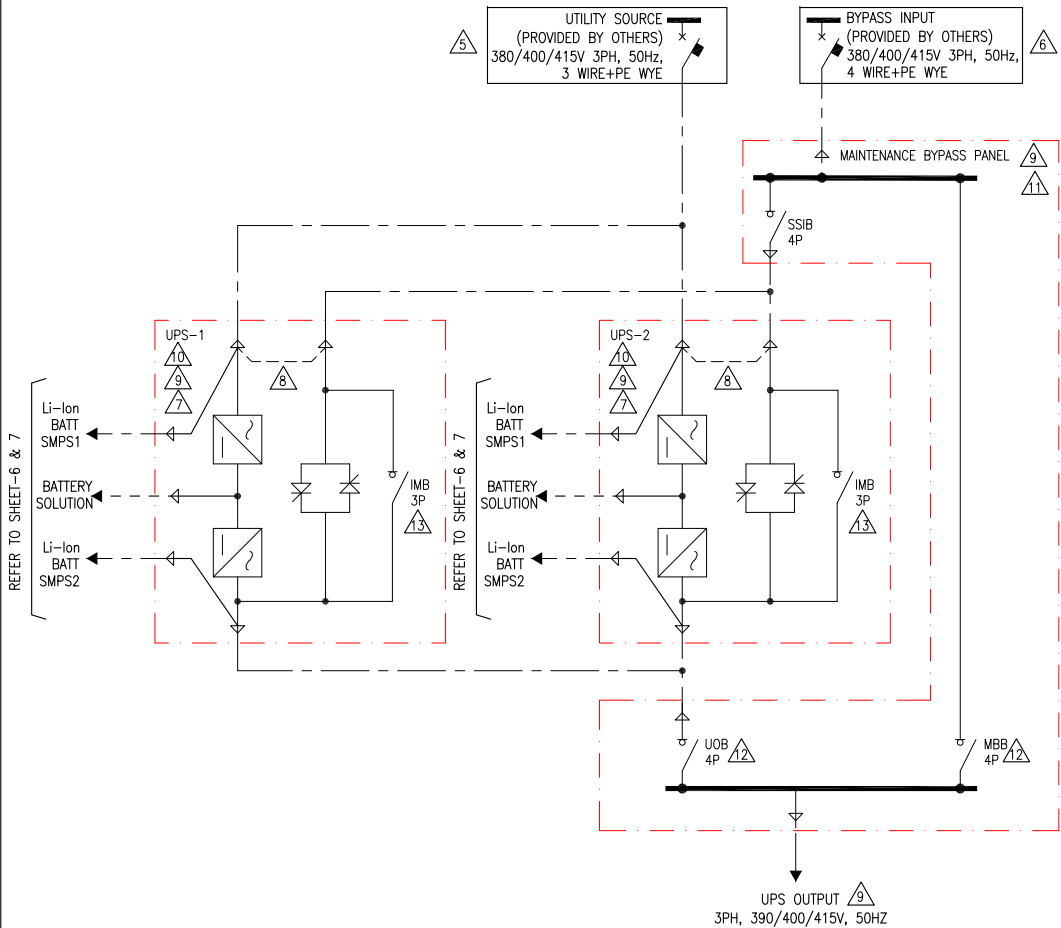 UTILITY SOURCE
(PROVIDED BY OTHERS)
380/400/415V 3PH, 50Hz,
3 WIRE+PE WYE
5
BYPASS INPUT
(PROVIDED BY OTHERS)
380/400/415V 3PH, 50Hz,
4 WIRE+PE WYE
6
MAINTENANCE BYPASS PANEL
9
11
SSIB
4P
UPS-1
10
9
7
8
Li-Ion
BATT
SMPS1
BATTERY
SOLUTION
Li-Ion
BATT
SMPS2
REFER TO SHEET-6 & 7
IMB
3P
13
UPS-2
10
9
7
8
Li-Ion
BATT
SMPS1
BATTERY
SOLUTION
Li-Ion
BATT
SMPS2
REFER TO SHEET-6 & 7
IMB
3P
13
UOB
4P
12
MBB
4P
12
UPS OUTPUT
9
3PH, 390/400/415V, 50HZ